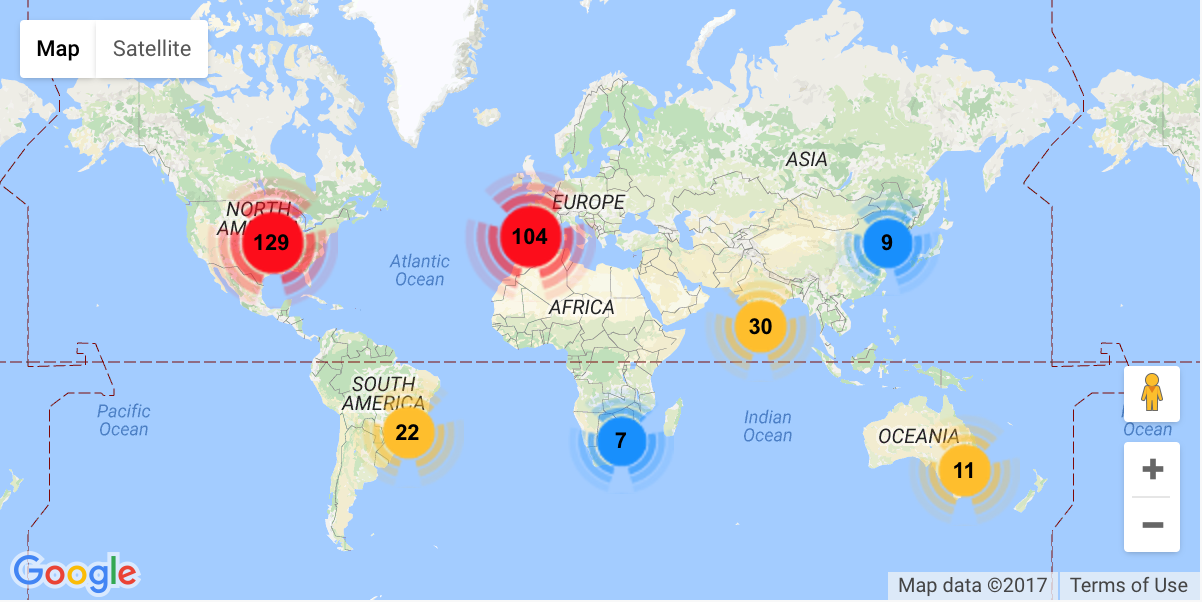 Map
Satellite
ASIA
EUROPE
NORTH
AM
129
104
9
Atlantic
Ocean
AFRICA
30
SOUTH
AMERICA
Pacific
Ocean
22
7
Indian
Ocean
OCEANIA
11
Ocean
Google
Map data ©2017
Terms of Use